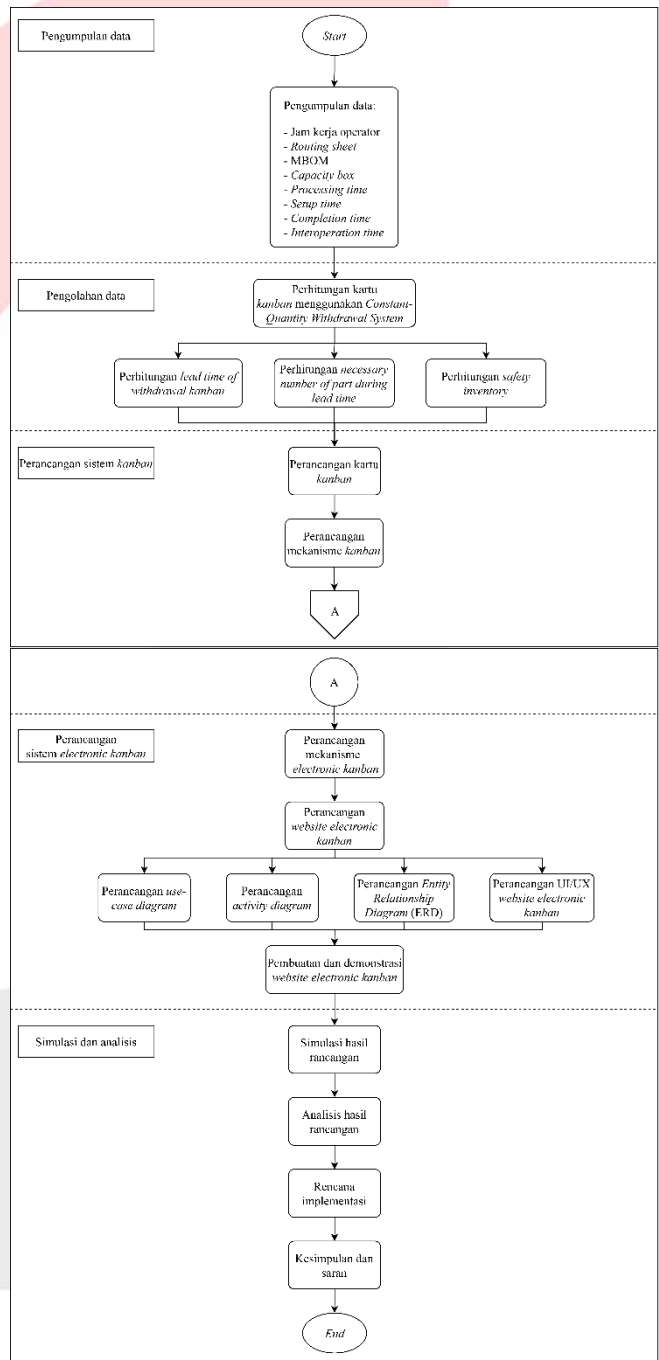 Pengumpulan data
Start
Pengumpulan data:
- Jam kerja operator
- Routing sheet
- MBOM
- Capacity box
- Processing time
- Setup time
- Completion time
- Interoperation time
Pengolahan data
Perhitungan kartu
kanban menggunakan Constant-
Quantity Withdrawal System
Perhitungan lead time of
withdrawal kanban
Perhitungan necessary
number of part during
lead time
Perhitungan safety
inventory
Perancangan sistem kanban
Perancangan kartu
kanban
Perancangan
mekanisme kanban
A
A
Perancangan
sistem electronic kanban
Perancangan
mekanisme
electronic kanban
Perancangan
website electronic
kanban
Perancangan use-
case diagram
Perancangan
activity diagram
Perancangan Entity
Relationship
Diagram (ERD)
Perancangan UI/UX
website electronic
kanban
Pembuatan dan demonstrasi
website electronic kanban
Simulasi dan analisis
Simulasi hasil
rancangan
Analisis hasil
rancangan
Rencana
implementasi
Kesimpulan dan
saran
End